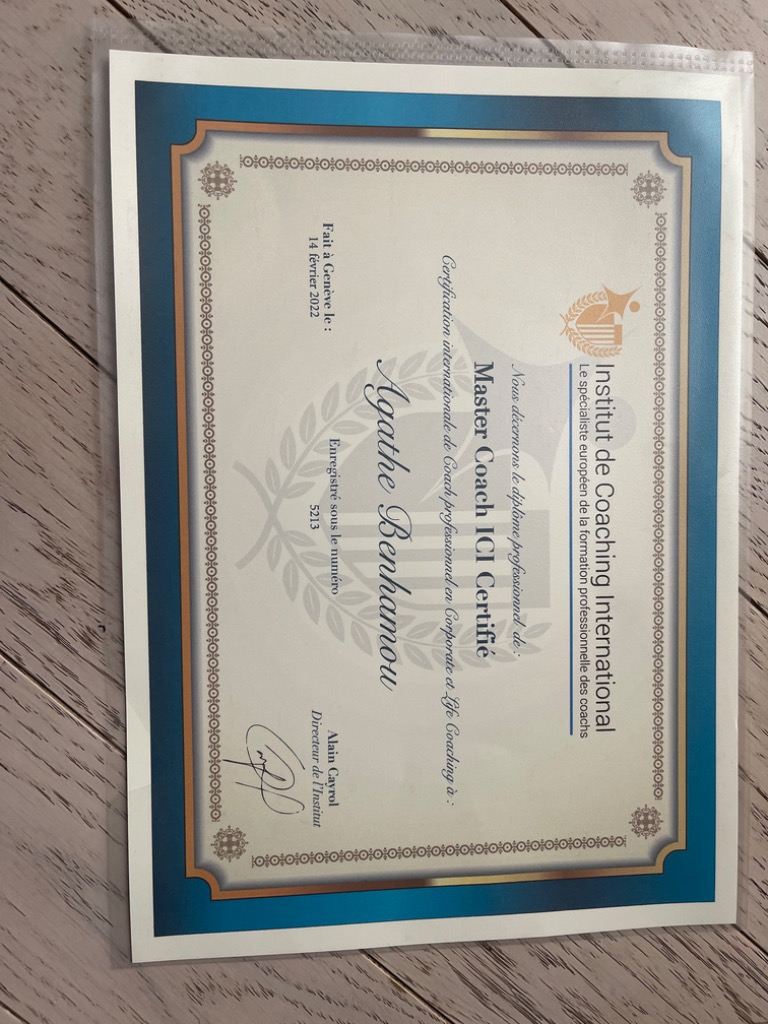 Institut de Coaching International
Le spécialiste européen de la formation professionnelle des coachs
Nous décernons le diplôme professionnel de :
Master Coach ICI Certifié
Certification internationale de Coach professionnel en Corporate et Life Coaching à :
Agathe Benhamou
Fait à Genève le :
14 février 2022
Enregistré sous le numéro
5213
Alain Cayrol
Directeur de l'Institut